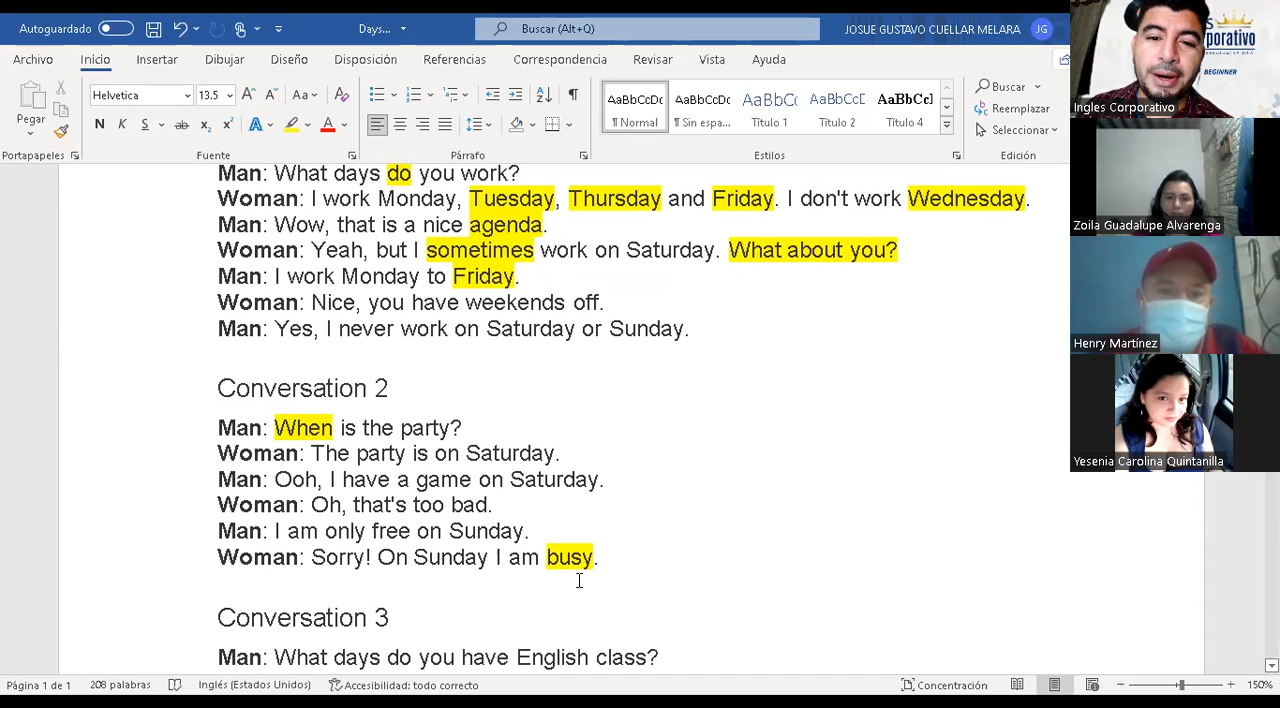 Autoguardado
Days...
Buscar (Alt+Q)
JOSUE GUSTAVO CUELLAR MELARA
JG
Archivo
Inicio
Insertar
Dibujar
Diseño
Disposición
Referencias
Correspondencia
Revisar
Vista
Ayu
Pegar
Helvetica
13.5
AaBbCcDc
¶ Normal
AaBbCcDc
¶ Sin espa...
AaBbCc
Título 1
AaBbCcD
Título 2
AaBbCcl
Título 4
Buscar
Reemplazar
Seleccionar
Portapapeles
Fuente
Párrafo
Estilos
Edición
Man: What days do you work?
Woman: I work Monday, Tuesday, Thursday and Friday. I don't work Wednesday.
Man: Wow, that is a nice agenda.
Woman: Yeah, but I sometimes work on Saturday. What about you?
Man: I work Monday to Friday.
Woman: Nice, you have weekends off.
Man: Yes, I never work on Saturday or Sunday.
Conversation 2
Man: When is the party?
Woman: The party is on Saturday.
Man: Ooh, I have a game on Saturday.
Woman: Oh, that's too bad.
Man: I am only free on Sunday.
Woman: Sorry! On Sunday I am busy.
Conversation 3
Man: What days do you have English class?
Página 1 de 1
208 palabras
Inglés (Estados Unidos)
Accesibilidad: todo correcto
Concentración
150%
s
rporativo
BEGINNER
Ingles Corporativo
Zoila Guadalupe Alvarenga
Henry Martínez
Yesenia Carolina Quintanilla